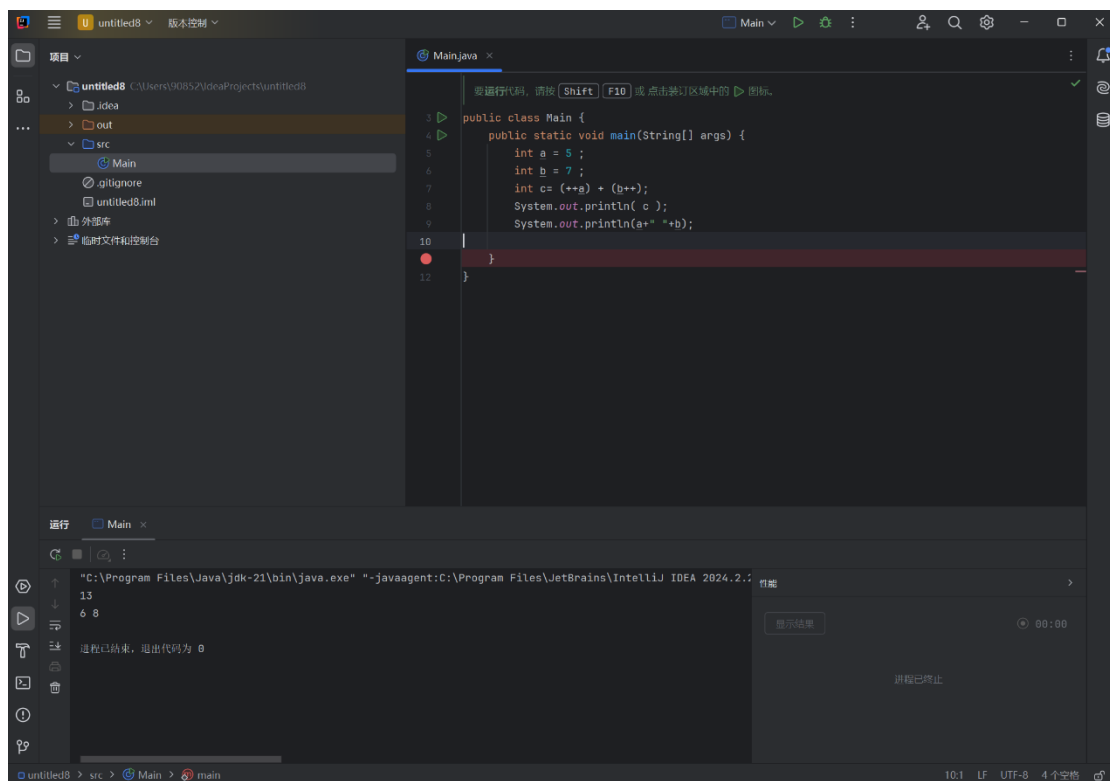 U untitled8 版本控制 Main
项目
Main.java
untitled8 C:\Users\90852\IdeaProjects\untitled8
.idea
out
src
Main
.gitignore
untitled8.iml
外部库
临时文件和控制台
要运行代码，请按 Shift F10 或 点击装订区域中的 图标。
3 public class Main {
4 public static void main(String[] args) {
5 int a = 5 ;
6 int b = 7 ;
7 int c= (++a) + (b++);
8 System.out.println( c );
9 System.out.println(a+" "+b);
10
}
12 }
运行 Main
"C:\Program Files\Java\jdk-21\bin\java.exe" "-javaagent:C:\Program Files\JetBrains\IntelliJ IDEA 2024.2.
13
6 8
进程已结束，退出代码为 0
性能
显示结果 00:00
进程已终止
untitled8 > src > Main > main 10:1 LF UTF-8 4 个空格